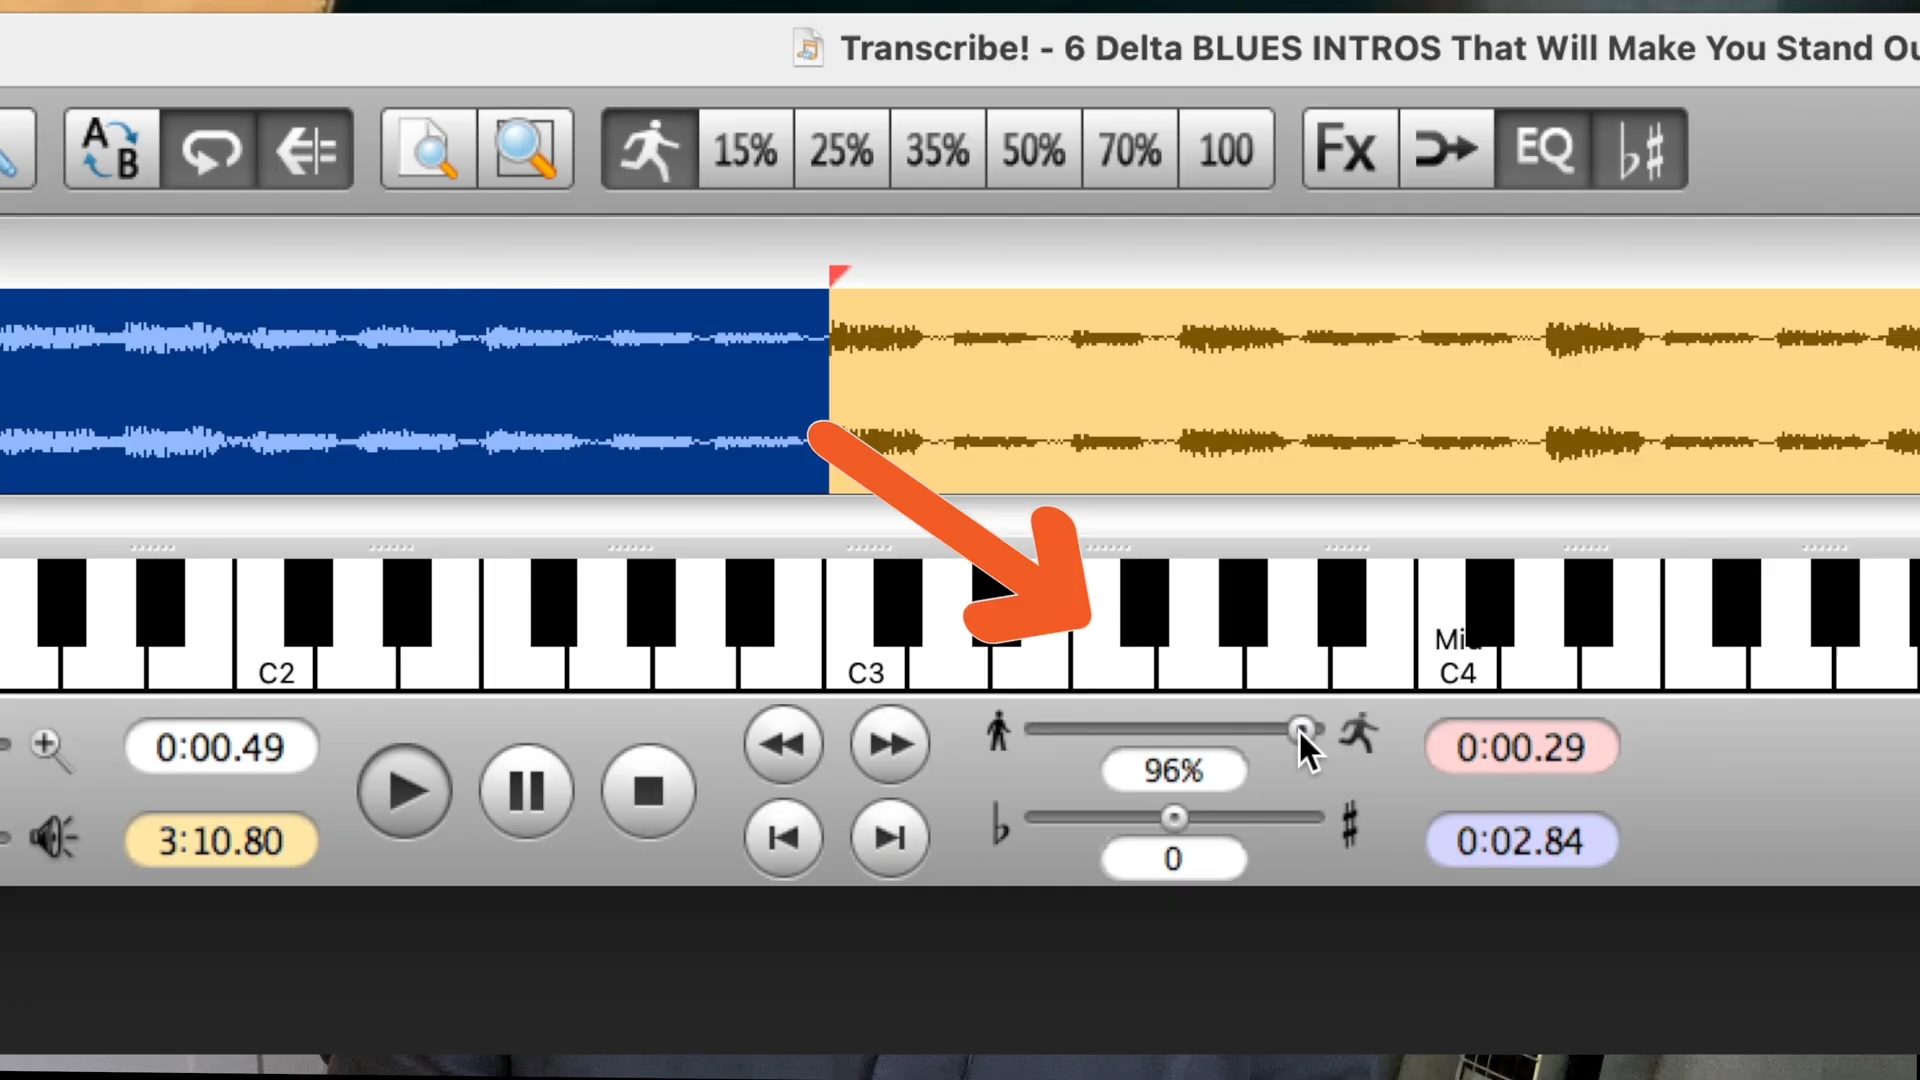 Transcribe! - 6 Delta BLUES INTROS That Will Make You Stand
A B 15% 25% 35% 50% 70% 100 Fx EQ ♭♯
C2 C3 C4
0:00.49 96% 0:00.29
♭ ♯
3:10.80 0 0:02.84